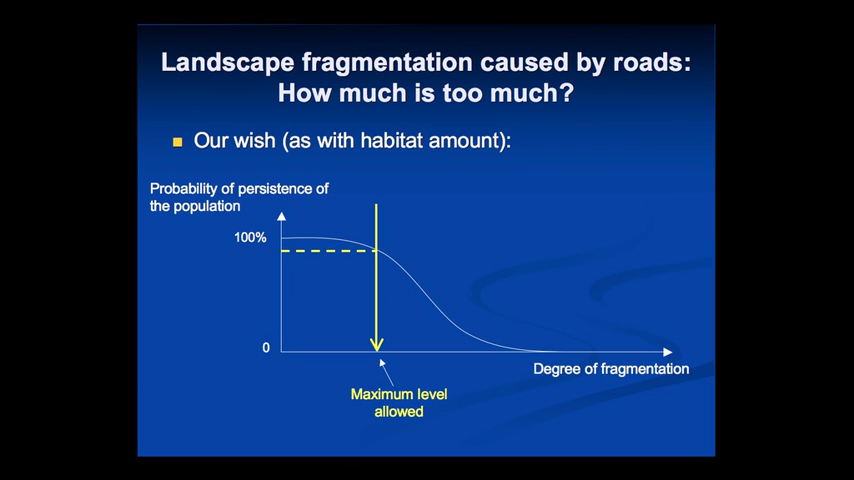 Landscape fragmentation caused by roads:
How much is too much?
Our wish (as with habitat amount):
Probability of persistence of
the population
100%
0
Degree of fragmentation
Maximum level
allowed